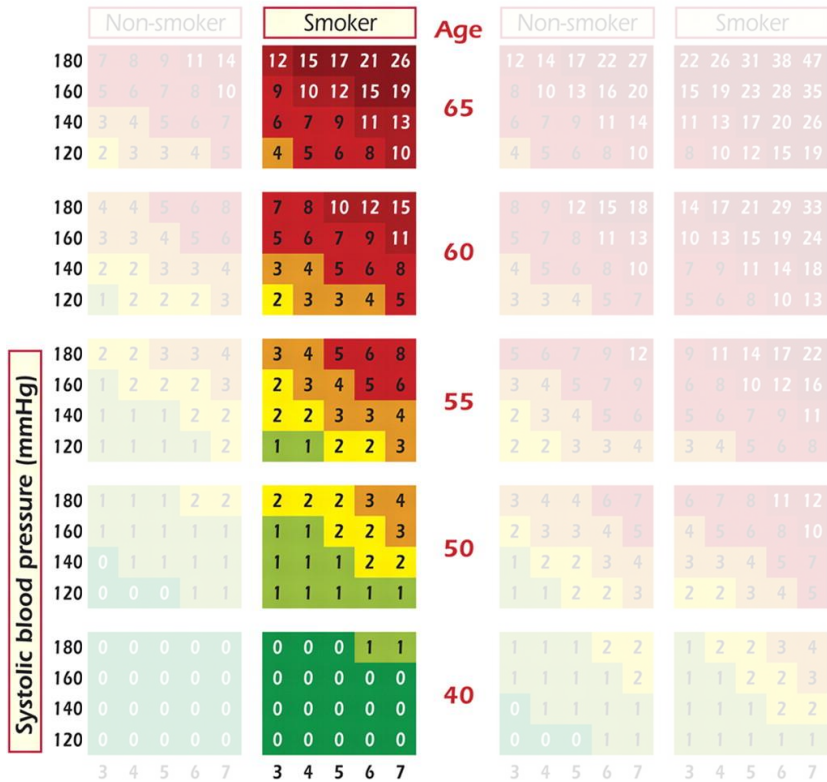 Non-smoker Smoker Age Non-smoker Smoker
180 7 8 9 11 14 12 15 17 21 26 12 14 17 22 27 22 26 31 38 47
160 5 6 7 8 10 9 10 12 15 19 8 10 13 16 20 15 19 23 28 35
65
140 3 4 5 6 7 6 7 9 11 13 6 7 9 11 14 11 13 17 20 26
120 2 3 3 4 5 4 5 6 8 10 4 5 6 8 10 8 10 12 15 19
180 4 4 5 6 8 7 8 10 12 15 8 9 12 15 18 14 17 21 29 33
160 3 3 4 5 6 5 6 7 9 11 5 7 8 11 13 10 13 15 19 24
60
140 2 2 3 3 4 3 4 5 6 8 4 5 6 8 10 7 9 11 14 18
120 1 2 2 2 3 2 3 3 4 5 3 3 4 5 7 5 6 8 10 13
180 2 2 3 3 4 3 4 5 6 8 5 6 7 9 12 9 11 14 17 22
160 1 2 2 2 3 2 3 4 5 6 3 4 5 7 9 6 8 10 12 16
55
140 1 1 1 2 2 2 2 3 3 4 2 3 4 5 6 5 6 7 9 11
120 1 1 1 1 2 1 1 2 2 3 2 2 3 3 4 3 4 5 6 8
180 1 1 1 2 2 2 2 2 3 4 3 4 4 6 7 6 7 8 11 12
160 1 1 1 1 1 1 1 2 2 3 2 3 3 4 5 4 5 6 8 10
50
140 0 1 1 1 1 1 1 1 2 2 1 2 2 3 4 3 3 4 5 7
120 0 0 0 1 1 1 1 1 1 1 1 1 2 2 3 2 2 3 4 5
180 0 0 0 0 0 0 0 0 1 1 1 1 1 2 2 1 2 2 3 4
160 0 0 0 0 0 0 0 0 0 0 1 1 1 1 2 1 1 2 2 3
40
140 0 0 0 0 0 0 0 0 0 0 0 1 1 1 1 1 1 1 2 2
120 0 0 0 0 0 0 0 0 0 0 0 0 0 1 1 1 1 1 1 1
3 4 5 6 7 3 4 5 6 7 3 4 5 6 7 3 4 5 6 7
Systolic blood pressure (mmHg)